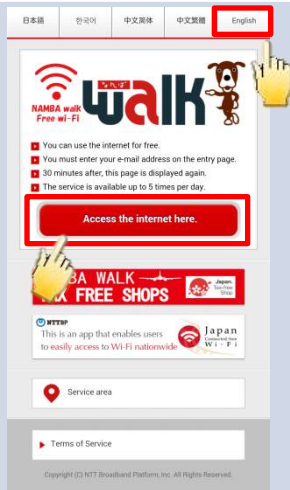 日本語 한국어 中文英体 中文繁體 English
なんば
NAMBA walk
Free wi-Fi
walk
You can use the internet for free.
You must enter your e-mail address on the entry page.
30 minutes after, this page is displayed again.
The service is available up to 5 times per day.
Access the internet here.
BA WALK
X FREE SHOPS
Japan.
Tax-Free
Shop
NTTBP
This is an app that enables users
to easily access to Wi-Fi nationwide
Japan
Connected-free
Wi-Fi
Service area
Terms of Service
Copyright (C) NTT Broadband Platform, Inc. All Rights Reserved.